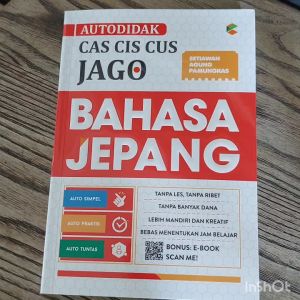 AUTODIDAK
CAS CIS CUS
JAGO
SETIAWAN
AGUNG
PAMUNGKAS
BAHASA
JEPANG
AUTO SIMPEL
AUTO PRAKTIS
AUTO TUNTAS
TANPA LES, TANPA RIBET
TANPA BANYAK DANA
LEBIH MANDIRI DAN KREATIF
BEBAS MENENTUKAN JAM BELAJAR
BONUS: E-BOOK
SCAN ME!
InShot